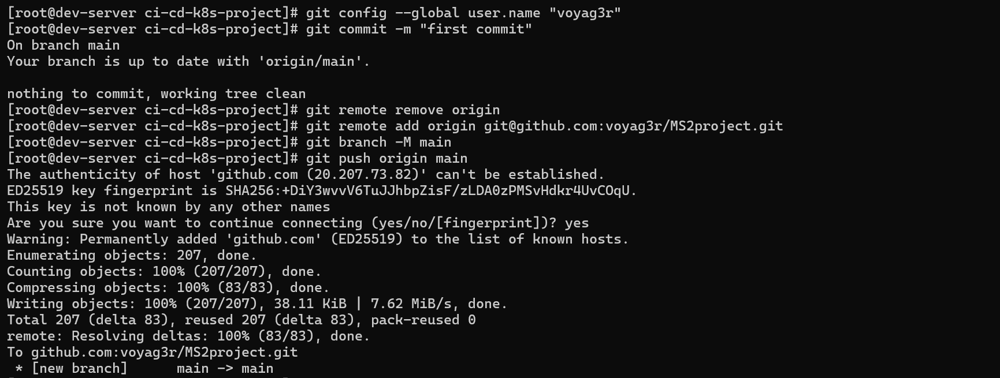 [root@dev-server ci-cd-k8s-project]# git config --global user.name "voyag3r"
[root@dev-server ci-cd-k8s-project]# git commit -m "first commit"
On branch main
Your branch is up to date with 'origin/main'.
nothing to commit, working tree clean
[root@dev-server ci-cd-k8s-project]# git remote remove origin
[root@dev-server ci-cd-k8s-project]# git remote add origin git@github.com:voyag3r/MS2project.git
[root@dev-server ci-cd-k8s-project]# git branch -M main
[root@dev-server ci-cd-k8s-project]# git push origin main
The authenticity of host 'github.com (20.207.73.82)' can't be established.
ED25519 key fingerprint is SHA256:+DiY3wvvV6TuJJhbpZisF/zLDA0zPMSvHdkr4UvCOqU.
This key is not known by any other names
Are you sure you want to continue connecting (yes/no/[fingerprint])? yes
Warning: Permanently added 'github.com' (ED25519) to the list of known hosts.
Enumerating objects: 207, done.
Counting objects: 100% (207/207), done.
Compressing objects: 100% (83/83), done.
Writing objects: 100% (207/207), 38.11 KiB | 7.62 MiB/s, done.
Total 207 (delta 83), reused 207 (delta 83), pack-reused 0
remote: Resolving deltas: 100% (83/83), done.
To github.com:voyag3r/MS2project.git
 * [new branch]      main -> main